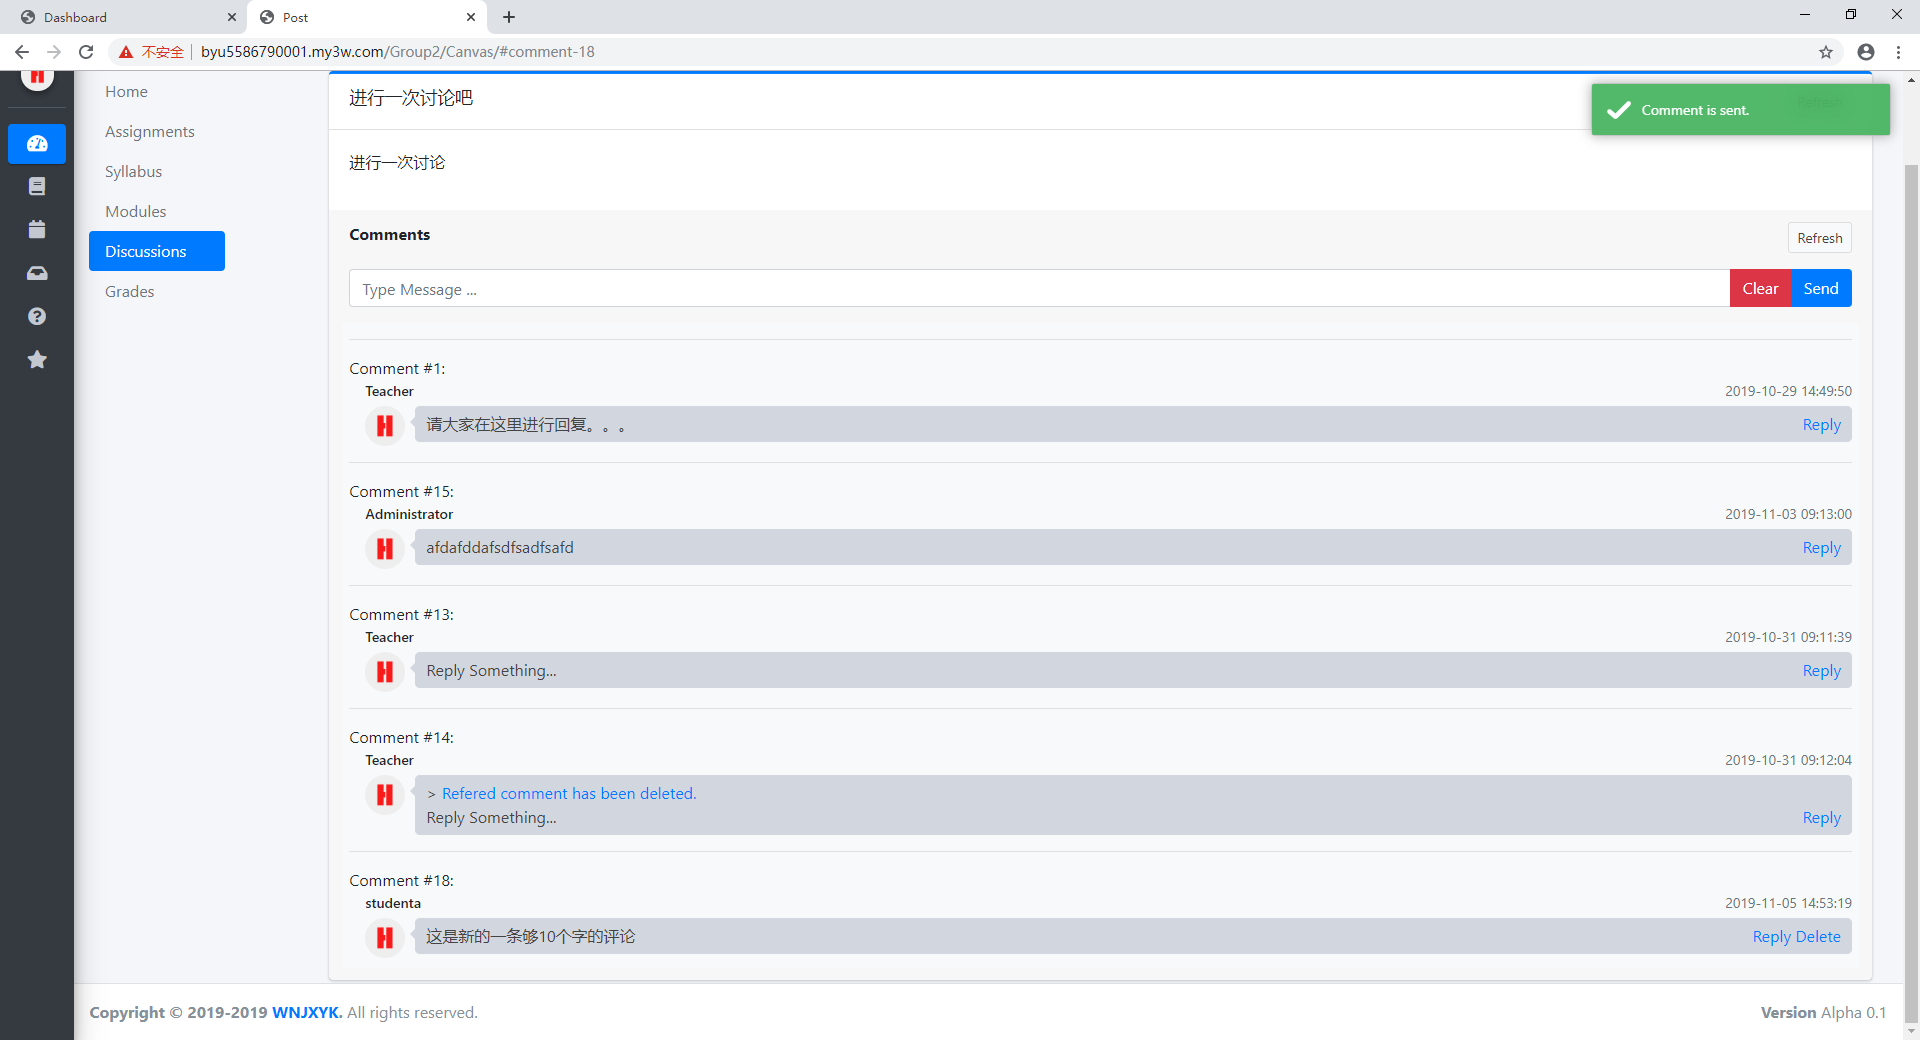 Dashboard
Post
不安全
byu5586790001.my3w.com/Group2/Canvas/#comment-18
Home
Assignments
Syllabus
Modules
Discussions
Grades
进行一次讨论吧
Comment is sent.
进行一次讨论
Comments
Refresh
Type Message ...
Clear
Send
Comment #1:
Teacher
2019-10-29 14:49:50
请大家在这里进行回复。。。
Reply
Comment #15:
Administrator
2019-11-03 09:13:00
afdafddafsdfsadfsafd
Reply
Comment #13:
Teacher
2019-10-31 09:11:39
Reply Something...
Reply
Comment #14:
Teacher
2019-10-31 09:12:04
> Refered comment has been deleted.
Reply Something...
Reply
Comment #18:
studenta
2019-11-05 14:53:19
这是新的一条够10个字的评论
Reply Delete
Copyright © 2019-2019 WNJXYK. All rights reserved.
Version Alpha 0.1